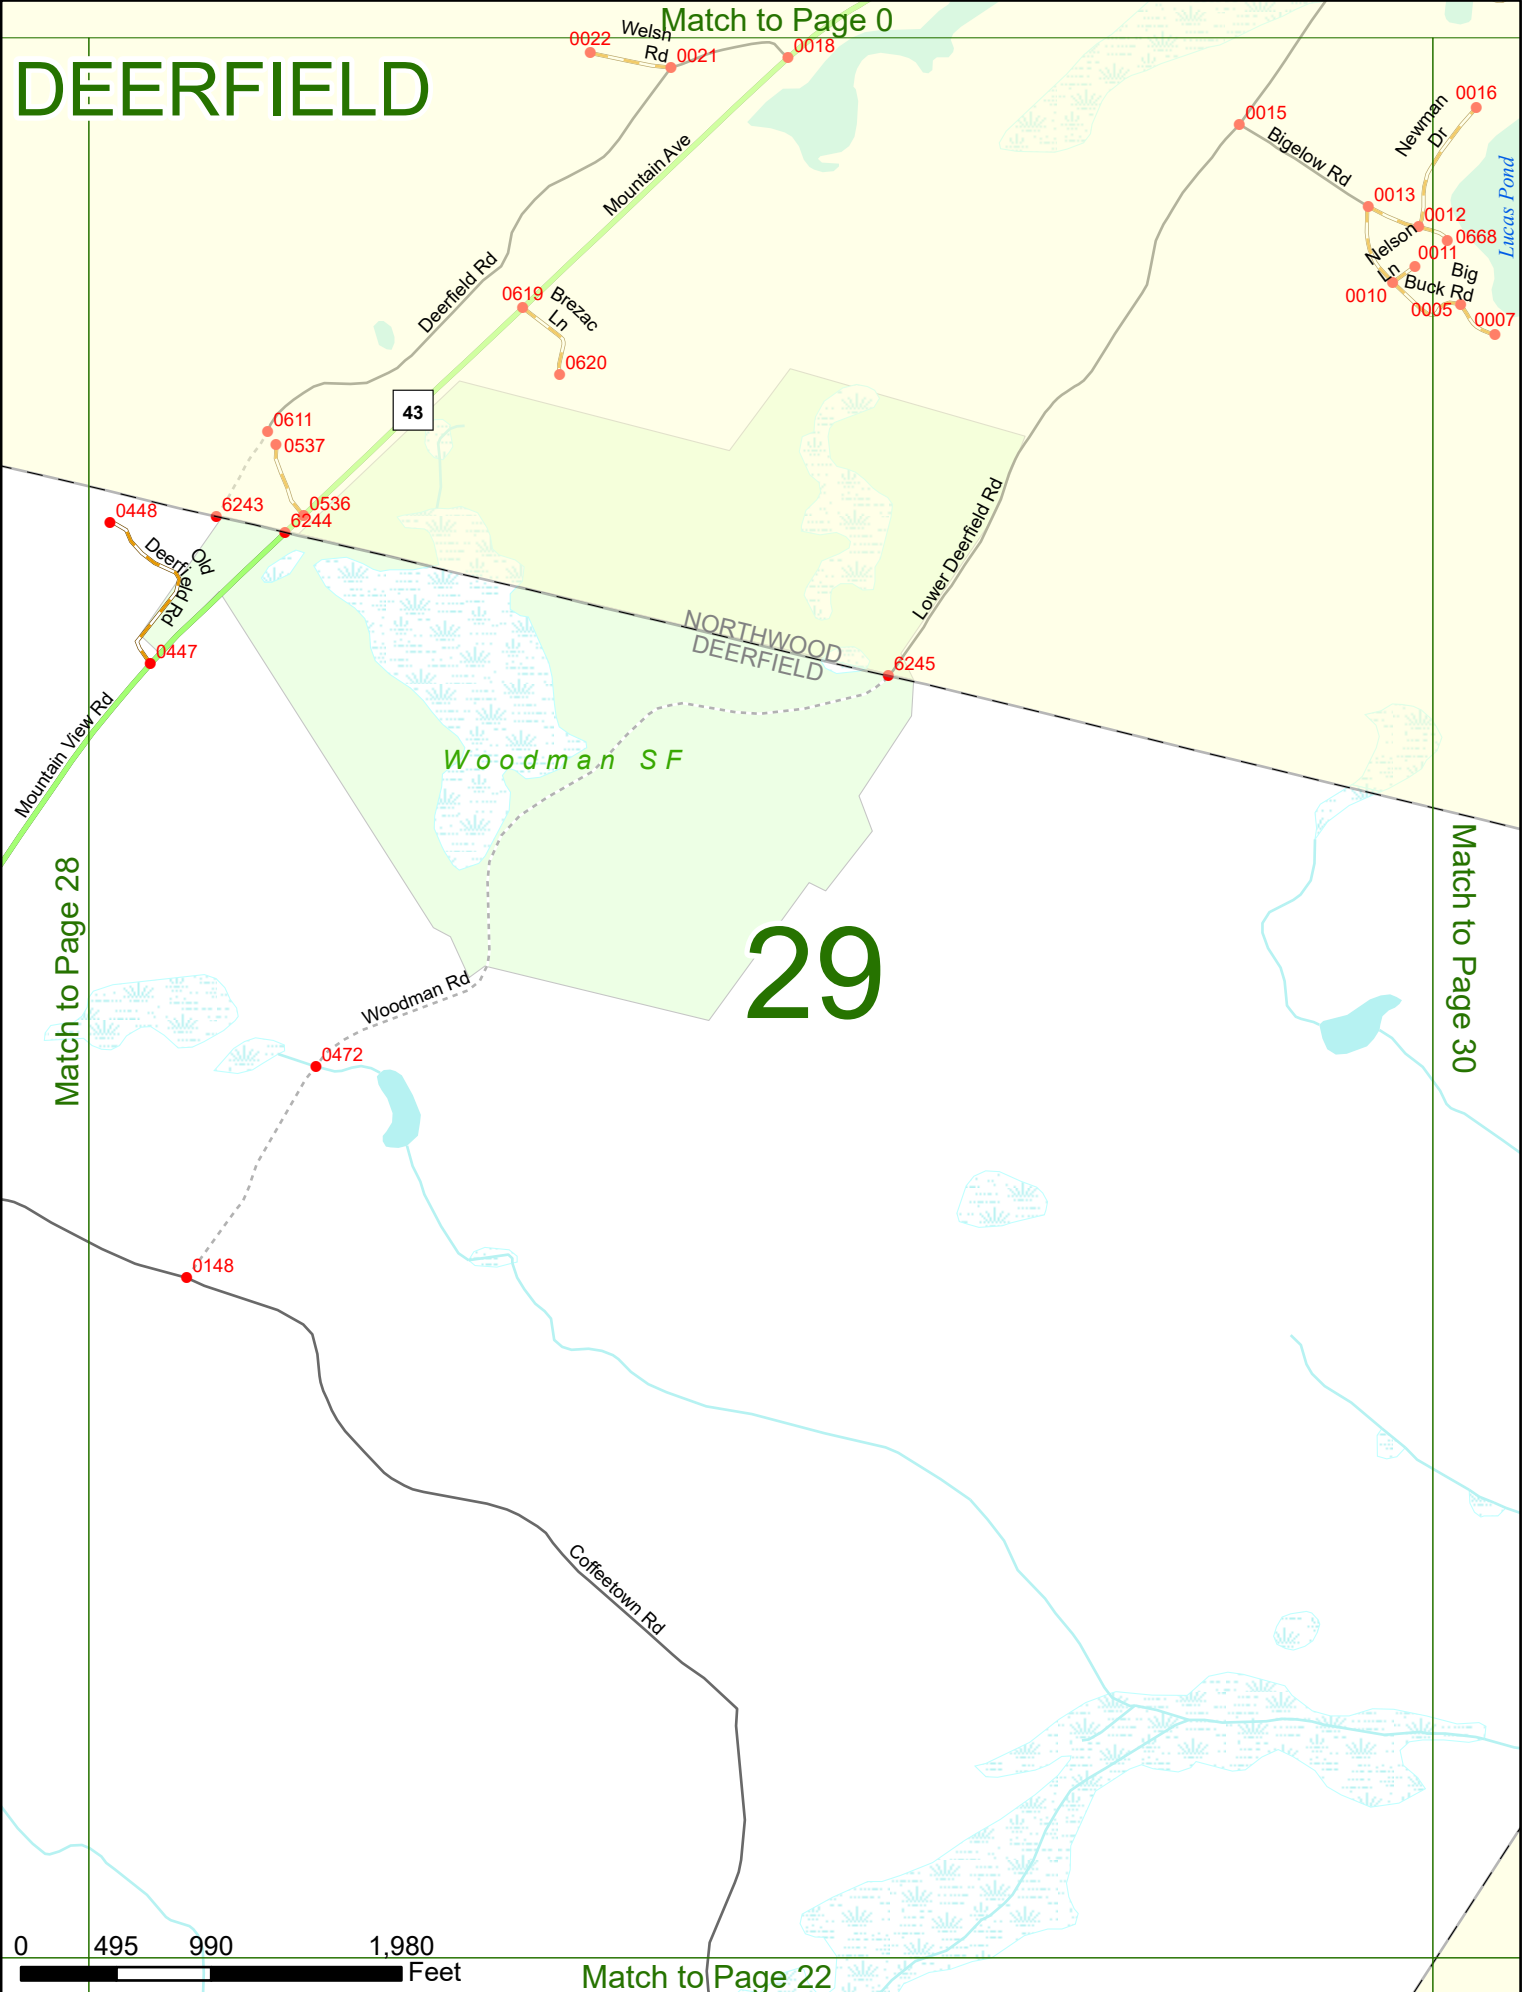 Match to Page 0
DEERFIELD
0022
Welsh
Rd
0021
0018
0016
Newman
Dr
0015
Bigelow Rd
0013
0012
0668
Lucas Pond
Nelson
Ln
0011
0010
Big
Buck Rd
0005
0007
Mountain Ave
Deerfield Rd
0619
Brezac
Ln
0620
43
0611
0537
0536
6243
6244
0448
Old
Deerfield Rd
0447
Mountain View Rd
Lower Deerfield Rd
NORTHWOOD
DEERFIELD
6245
Woodman SF
Match to Page 28
Match to Page 30
29
Woodman Rd
0472
0148
Coffeetown Rd
0 495 990 1,980
Feet
Match to Page 22